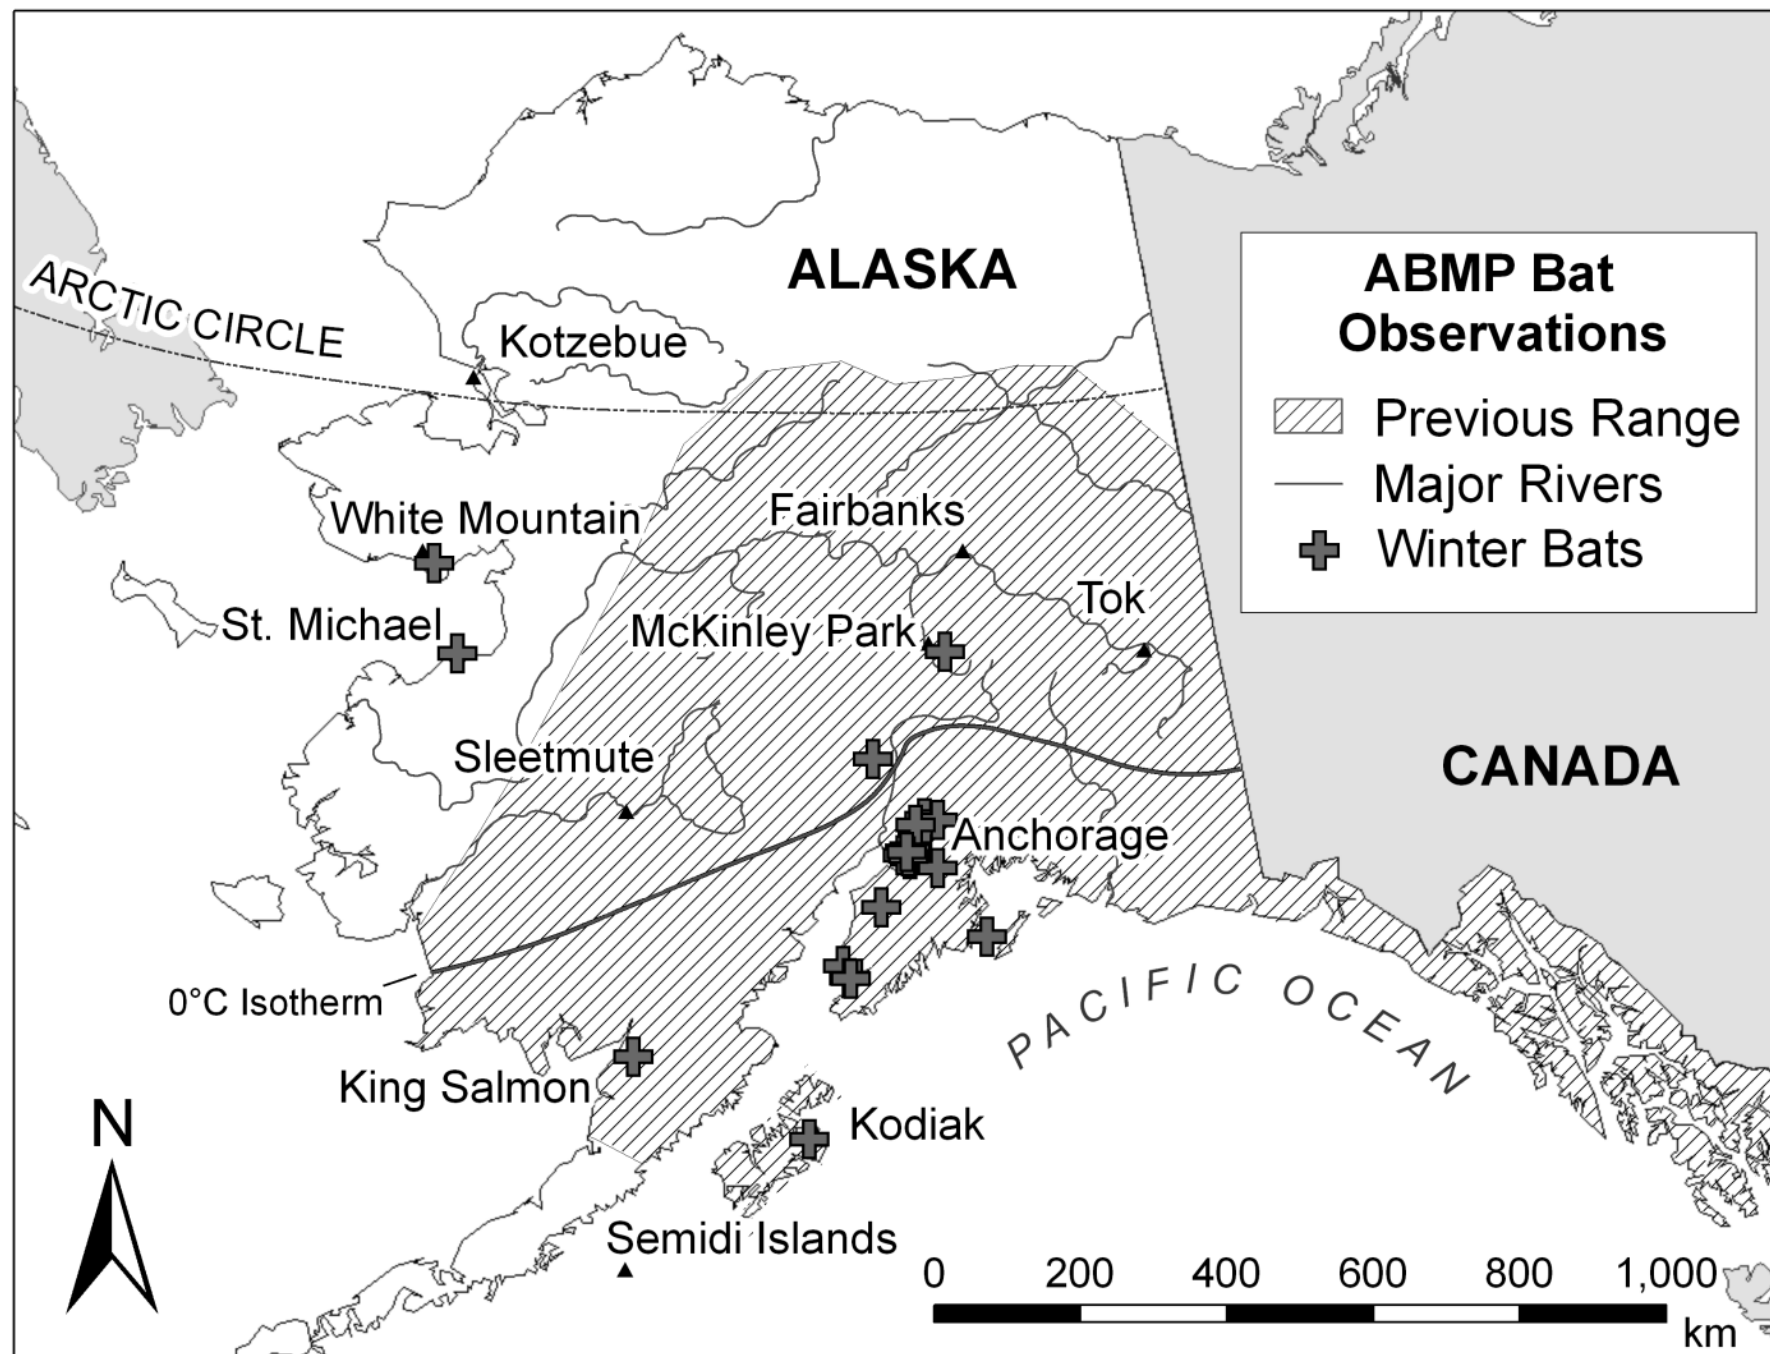 ARCTIC CIRCLE
ALASKA
Kotzebue
ABMP Bat
Observations
Previous Range
Major Rivers
Winter Bats
White Mountain
Fairbanks
St. Michael
McKinley Park
Tok
Sleetmute
CANADA
Anchorage
0°C Isotherm
PACIFIC OCEAN
King Salmon
Kodiak
N
Semidi Islands
0 200 400 600 800 1,000
km